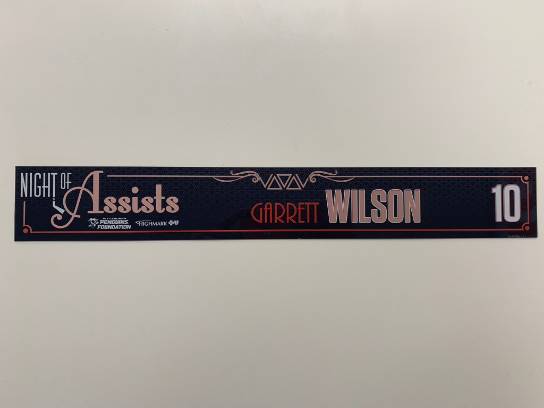 NIGHT OF
Assists
PENGUINS
FOUNDATION
HIGHMARK
GARRETT WILSON
10